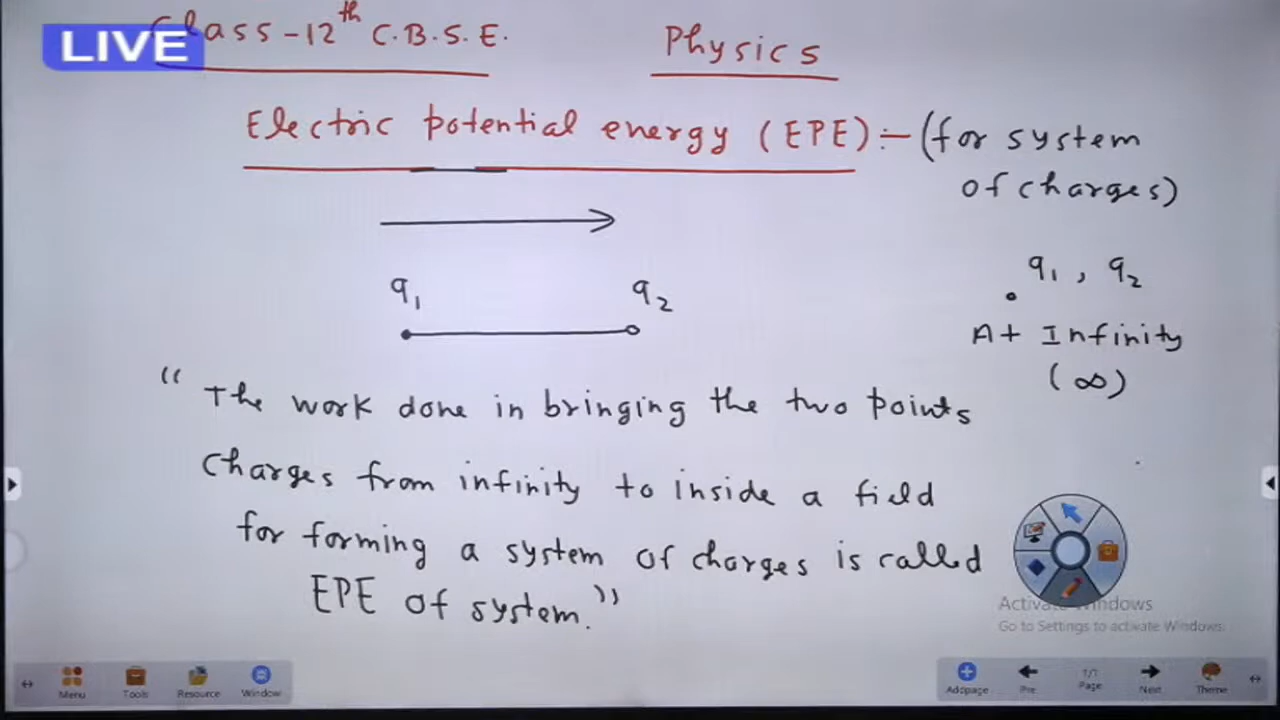 LIVE
Class-12th C.B.S.E.
Physics
Electric potential energy (EPE):- (for system
of charges)
q1
q2
q1, q2
At Infinity
(∞)
"The work done in bringing the two points
charges from infinity to inside a field
for forming a system of charges is called
EPE of system."
Activate Windows
Go to Settings to activate Windows.
Menu
Tools
Resource
Window
Addpage
Pre
1/1
Page
Next
Theme